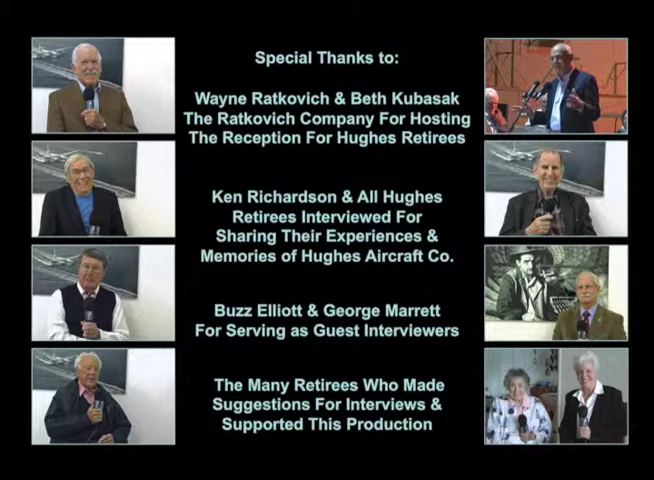 Special Thanks to:
Wayne Ratkovich & Beth Kubasak
The Ratkovich Company For Hosting
The Reception For Hughes Retirees
Ken Richardson & All Hughes
Retirees Interviewed For
Sharing Their Experiences &
Memories of Hughes Aircraft Co.
Buzz Elliott & George Marrett
For Serving as Guest Interviewers
The Many Retirees Who Made
Suggestions For Interviews &
Supported This Production